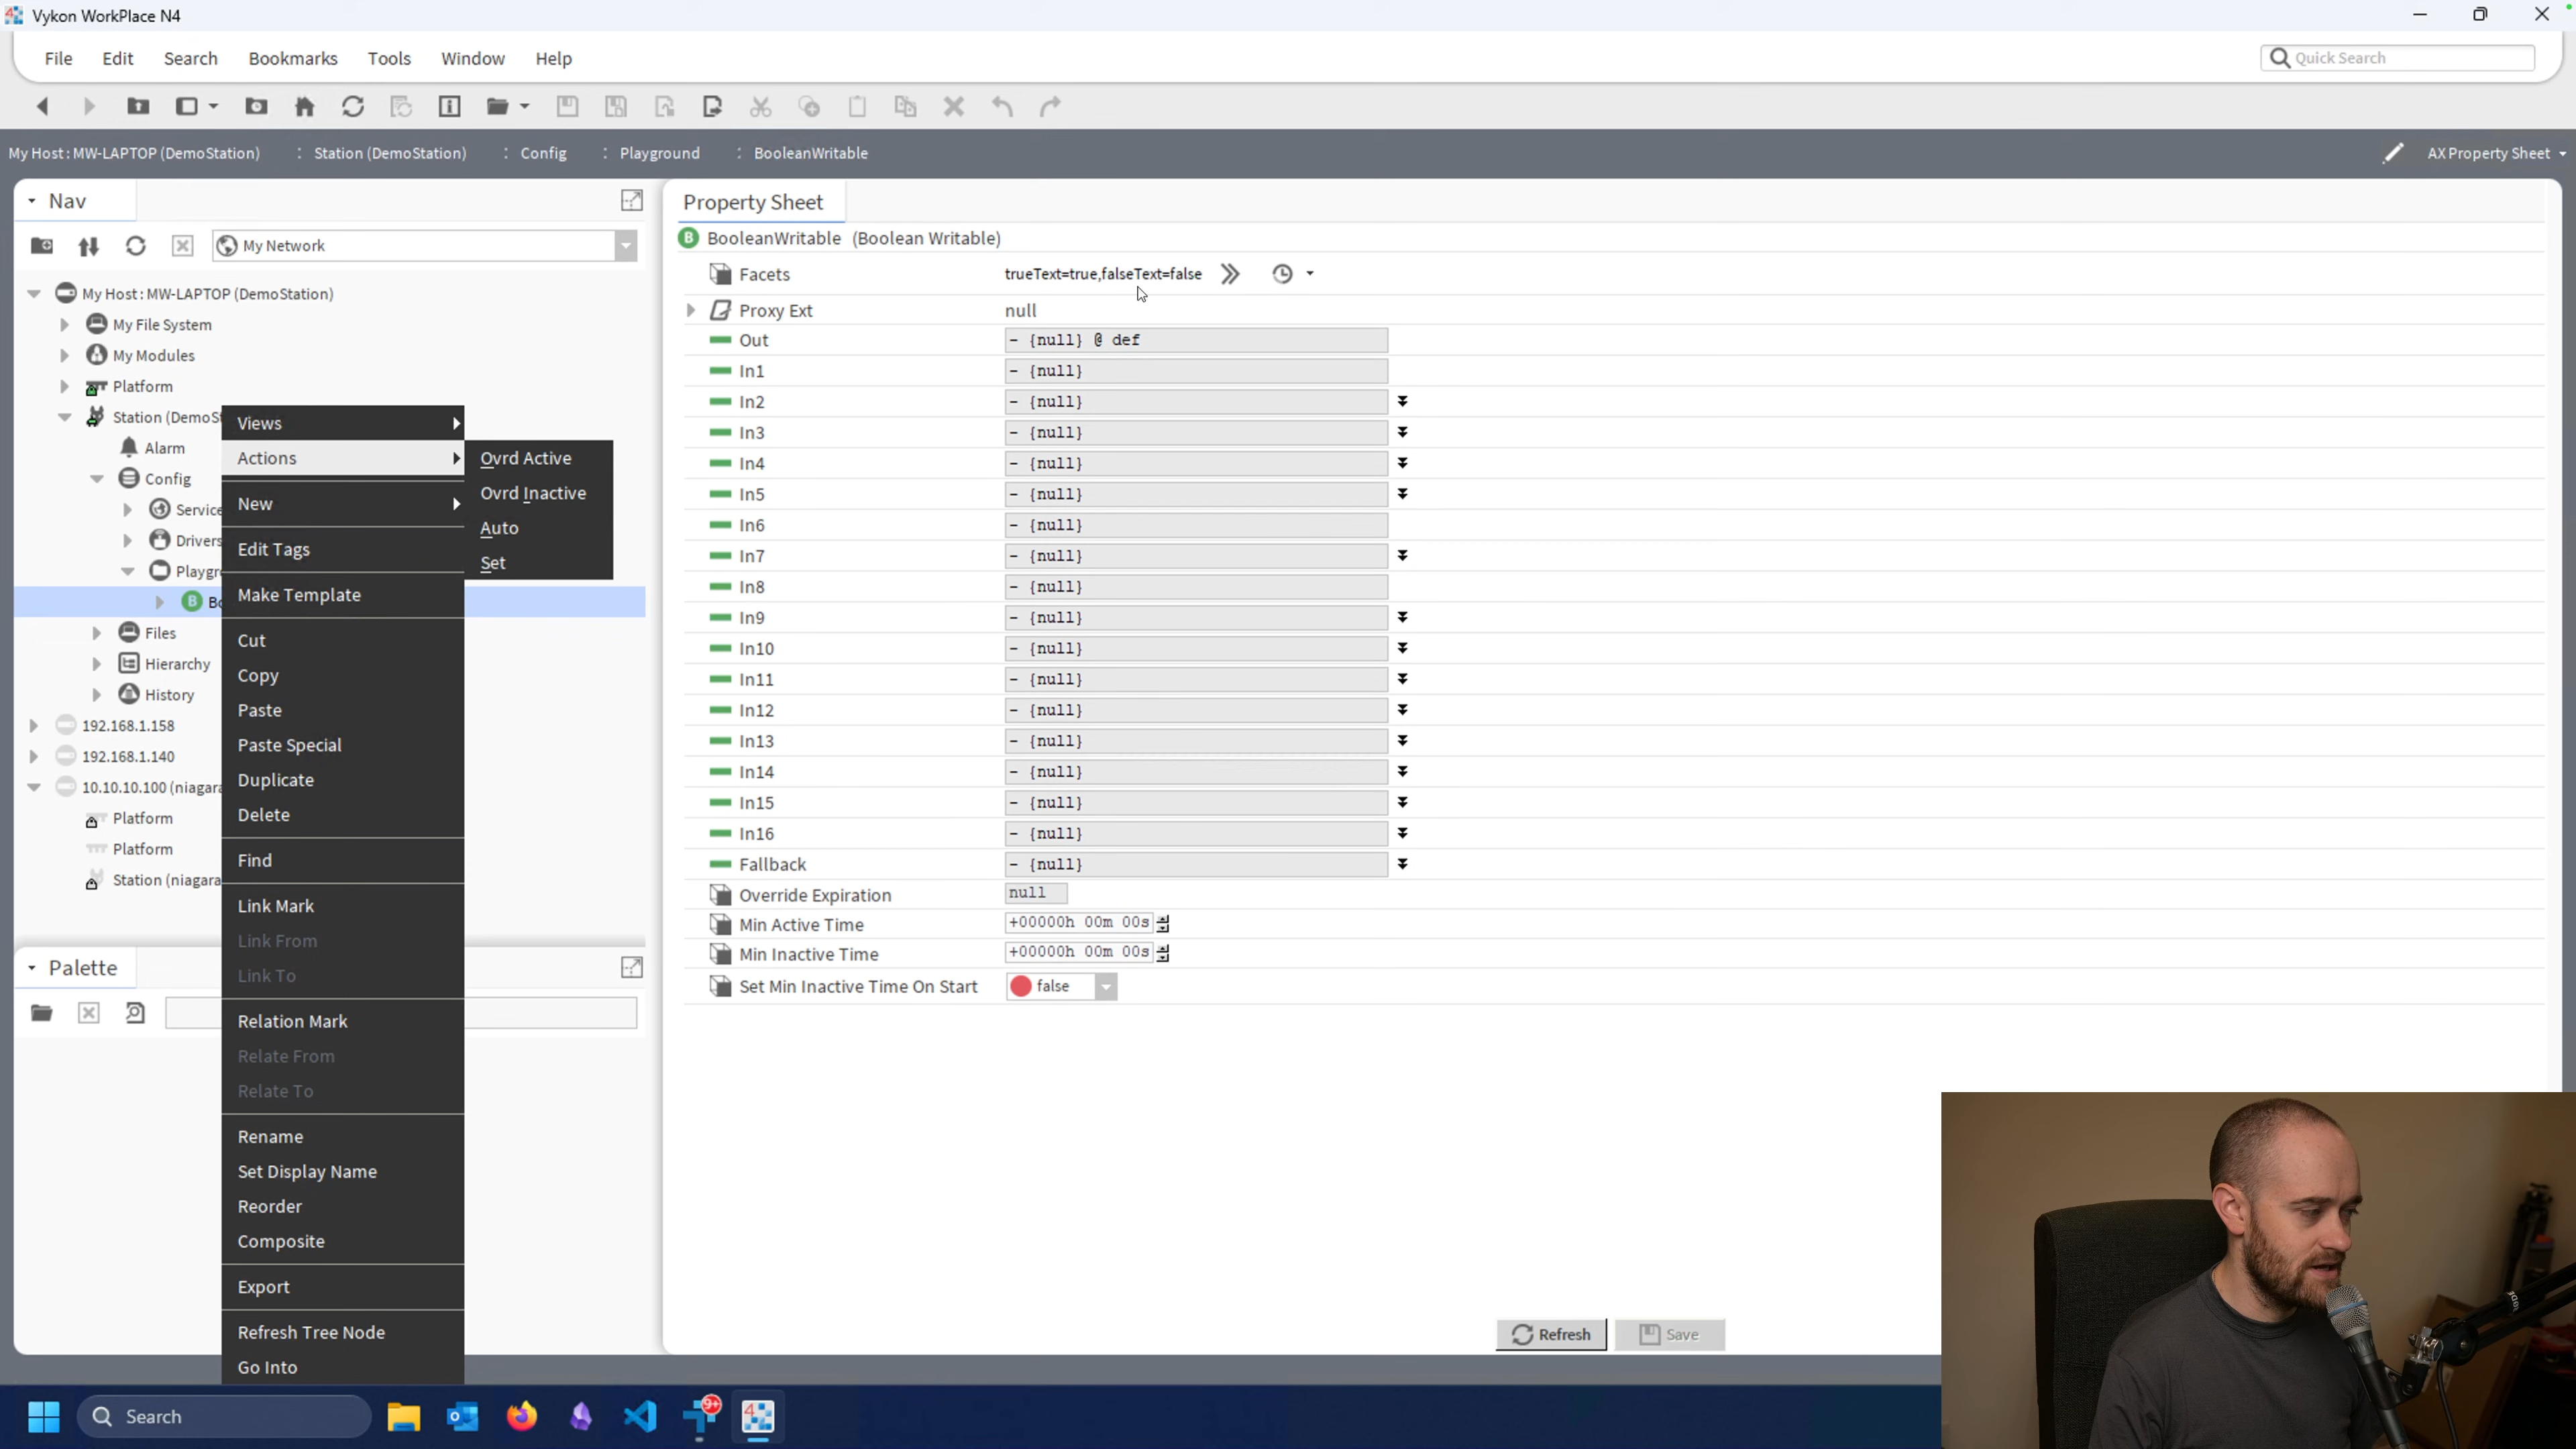 Vykon WorkPlace N4
File Edit Search Bookmarks Tools Window Help
Quick Search
My Host : MW-LAPTOP (DemoStation) : Station (DemoStation) : Config : Playground : BooleanWritable
AX Property Sheet
Nav
My Network
My Host : MW-LAPTOP (DemoStation)
My File System
My Modules
Platform
Station (DemoSt
Alarm
Config
Service
Drivers
Playgr
B Bo
Files
Hierarchy
History
192.168.1.158
192.168.1.140
10.10.10.100 (niagara
Platform
Platform
Station (niagara
Palette
Views
Actions
New
Edit Tags
Make Template
Cut
Copy
Paste
Paste Special
Duplicate
Delete
Find
Link Mark
Link From
Link To
Relation Mark
Relate From
Relate To
Rename
Set Display Name
Reorder
Composite
Export
Refresh Tree Node
Go Into
Ovrd Active
Ovrd Inactive
Auto
Set
Property Sheet
B BooleanWritable (Boolean Writable)
Facets trueText=true,falseText=false
Proxy Ext null
Out - {null} @ def
In1 - {null}
In2 - {null}
In3 - {null}
In4 - {null}
In5 - {null}
In6 - {null}
In7 - {null}
In8 - {null}
In9 - {null}
In10 - {null}
In11 - {null}
In12 - {null}
In13 - {null}
In14 - {null}
In15 - {null}
In16 - {null}
Fallback - {null}
Override Expiration null
Min Active Time +00000h 00m 00s
Min Inactive Time +00000h 00m 00s
Set Min Inactive Time On Start false
Refresh Save
Search
9+
4